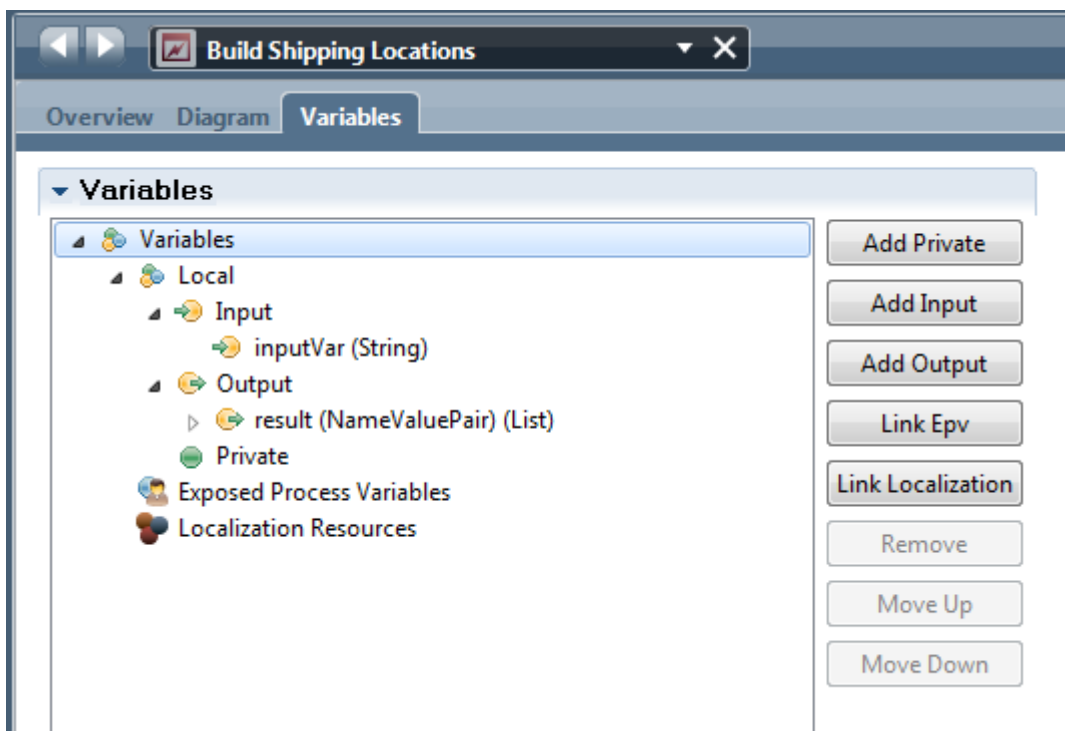 Build Shipping Locations
Overview Diagram Variables
Variables
Variables
Local
Input
inputVar (String)
Output
result (NameValuePair) (List)
Private
Exposed Process Variables
Localization Resources
Add Private
Add Input
Add Output
Link Epv
Link Localization
Remove
Move Up
Move Down